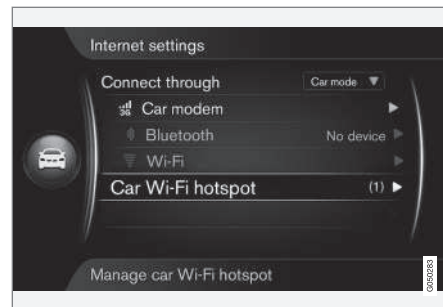 Internet settings
Connect through Car mode
3G Car modem
Bluetooth No device
Wi-Fi
Car Wi-Fi hotspot (1)
Manage car Wi-Fi hotspot
G050283